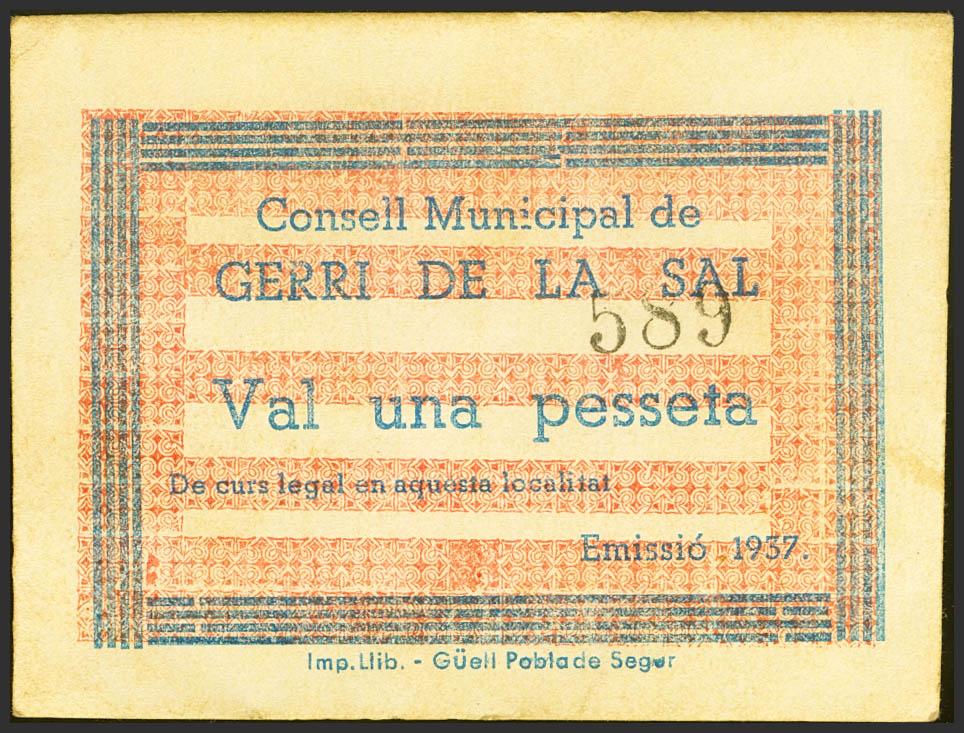 Consell Municipal de
GERRI DE LA SAL
589
Val una pesseta
De curs legal en aquesta localitat
Emissió 1937.
Imp.Llib. - Güell Pobla de Segur